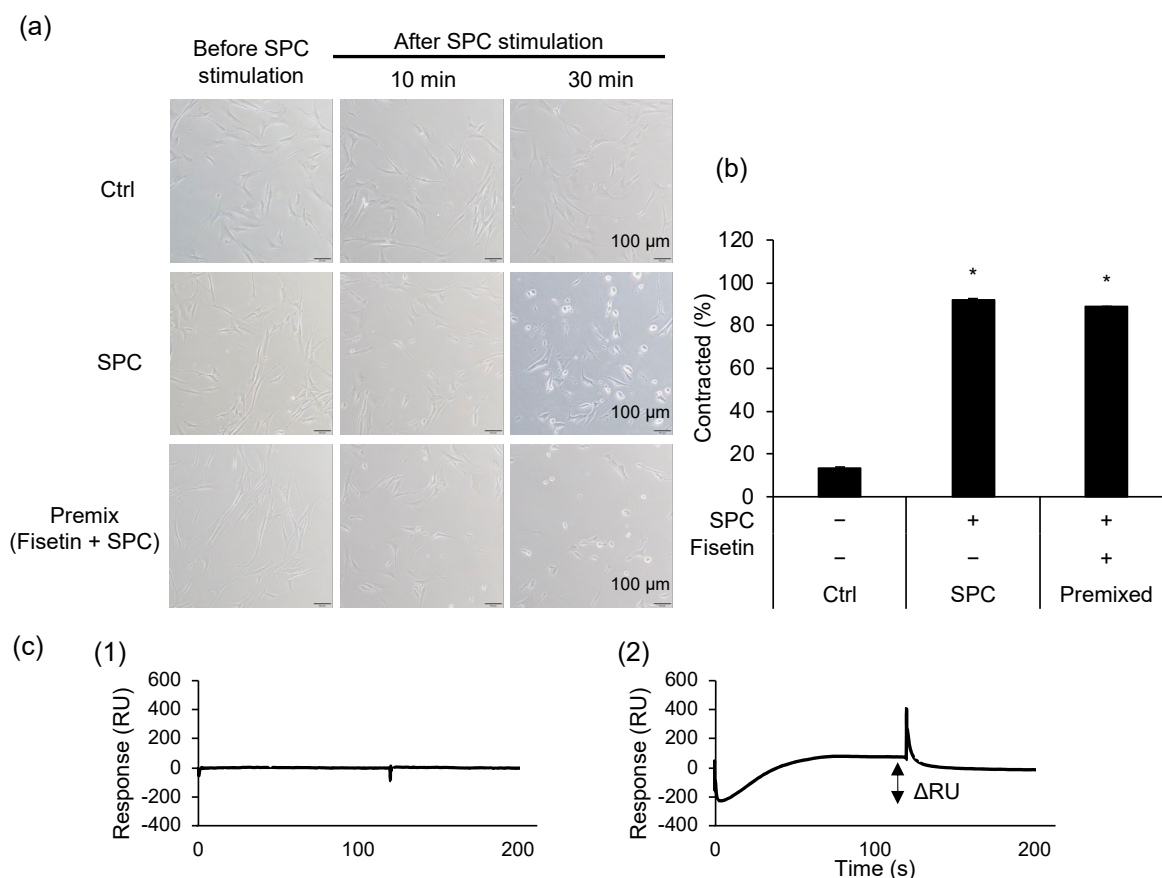 (a)
Before SPC
stimulation
After SPC stimulation
10 min
30 min
Ctrl
100 µm
SPC
100 µm
Premix
(Fisetin + SPC)
100 µm
(b)
Contracted (%)
120
100
80
60
40
20
0
*
*
SPC − + +
Fisetin − − +
Ctrl SPC Premixed
(c)
(1)
Response (RU)
600
400
200
0
-200
-400
0 100 200
(2)
Response (RU)
600
400
200
0
-200
-400
ΔRU
0 100 200
Time (s)